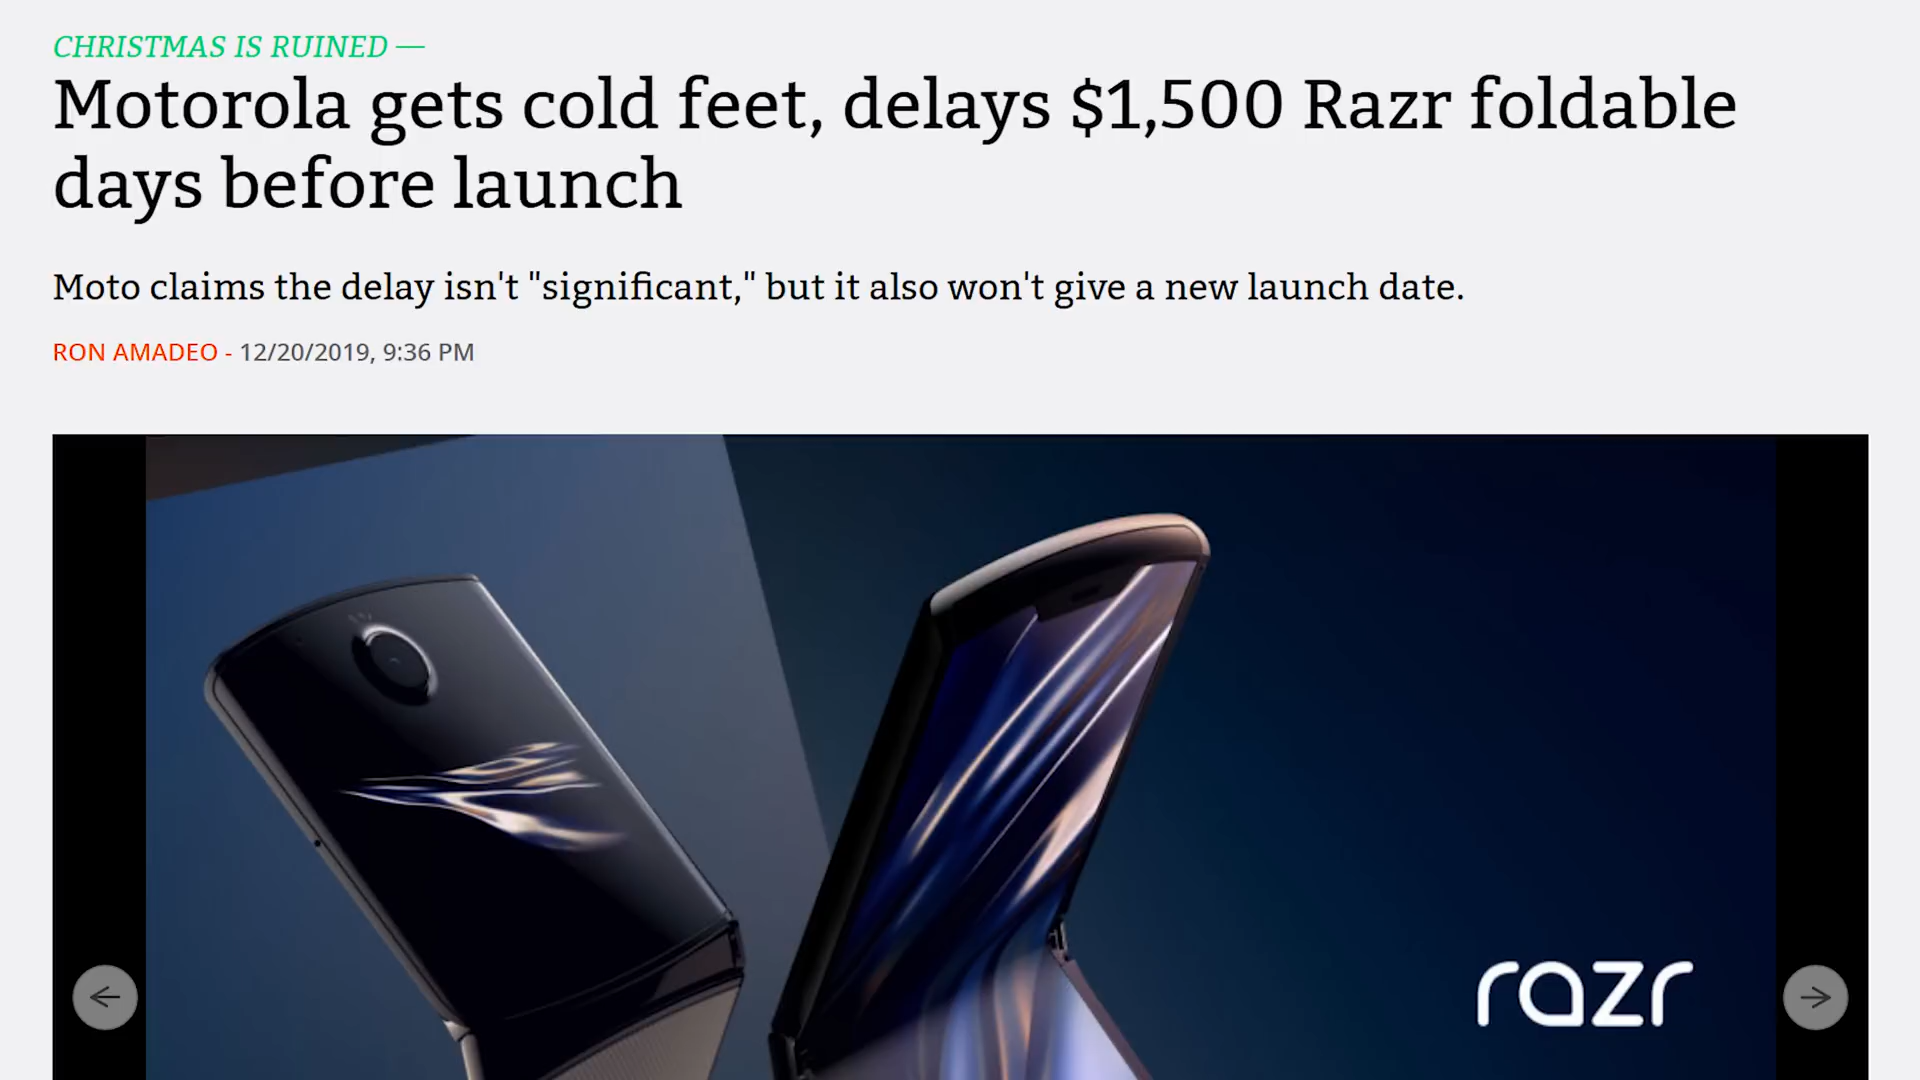 CHRISTMAS IS RUINED —
Motorola gets cold feet, delays $1,500 Razr foldable
days before launch
Moto claims the delay isn't "significant," but it also won't give a new launch date.
RON AMADEO - 12/20/2019, 9:36 PM
razr